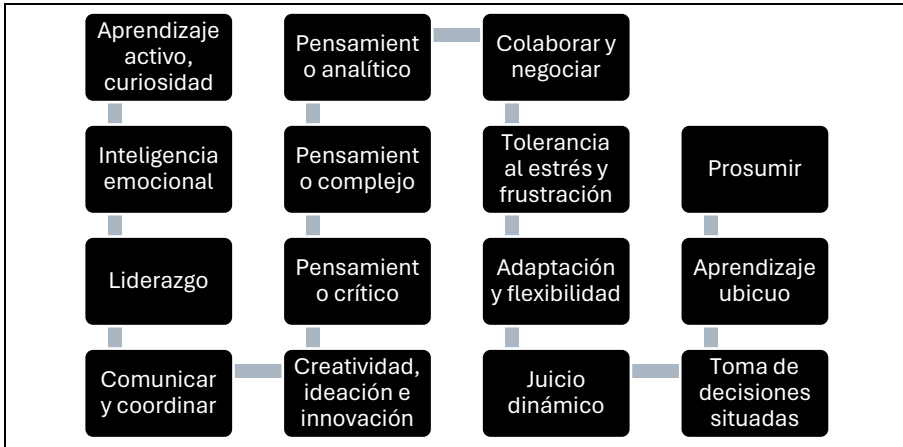 Aprendizaje
activo,
curiosidad
Inteligencia
emocional
Liderazgo
Comunicar
y coordinar
Creatividad,
ideación e
innovación
Pensamient
o crítico
Pensamient
o complejo
Pensamient
o analítico
Colaborar y
negociar
Tolerancia
al estrés y
frustración
Adaptación
y flexibilidad
Juicio
dinámico
Toma de
decisiones
situadas
Aprendizaje
ubicuo
Prosumir